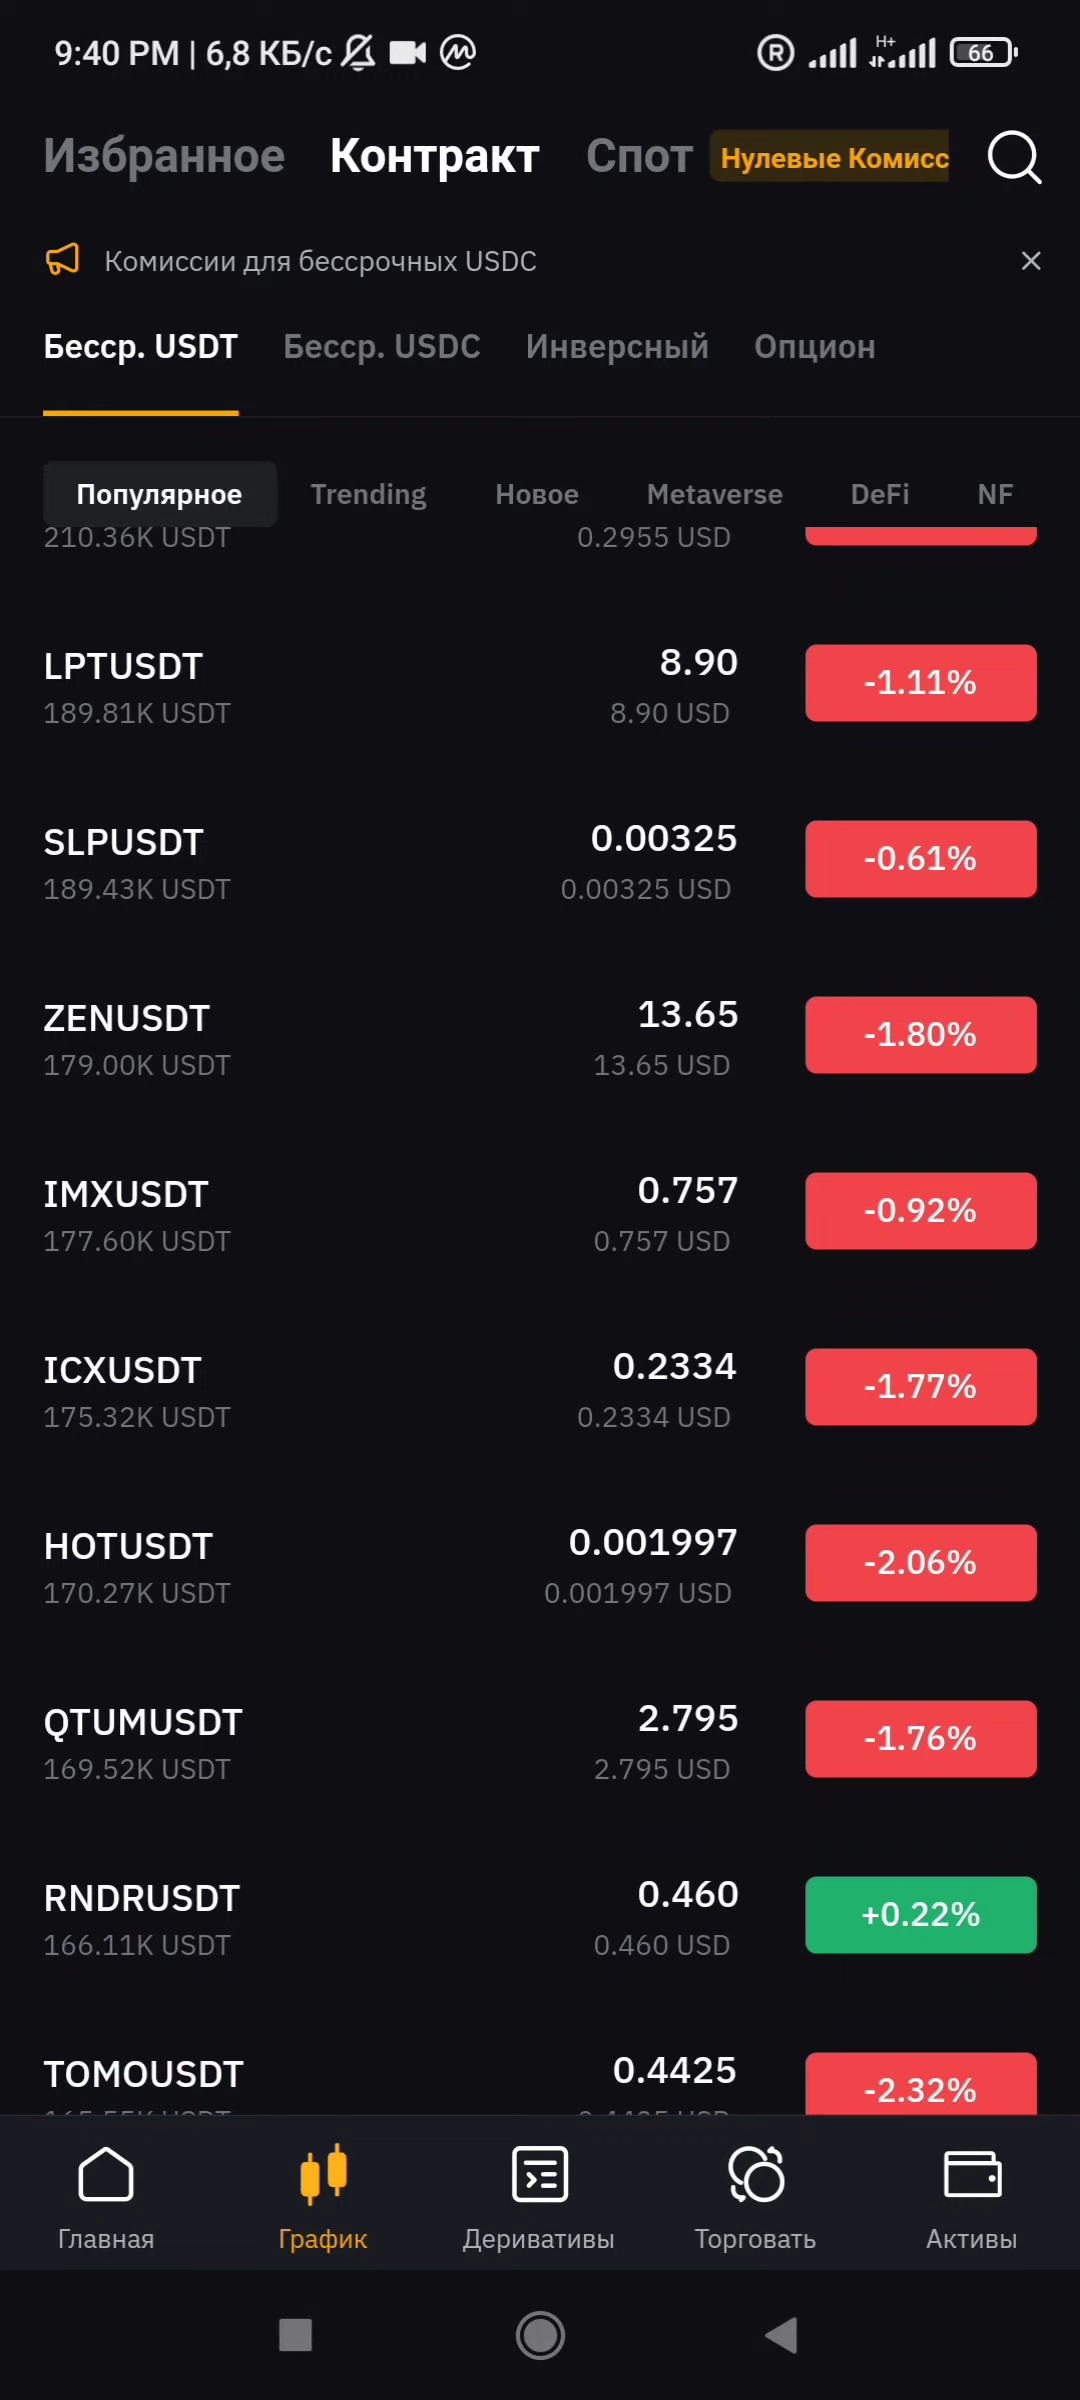 9:40 PM | 6,8 КБ/с
H+
66
Избранное Контракт Спот Нулевые Комисс
Комиссии для бессрочных USDC
Бесср. USDT Бесср. USDC Инверсный Опцион
Популярное Trending Новое Metaverse DeFi NF
210.36K USDT 0.2955 USD
LPTUSDT 8.90 -1.11%
189.81K USDT 8.90 USD
SLPUSDT 0.00325 -0.61%
189.43K USDT 0.00325 USD
ZENUSDT 13.65 -1.80%
179.00K USDT 13.65 USD
IMXUSDT 0.757 -0.92%
177.60K USDT 0.757 USD
ICXUSDT 0.2334 -1.77%
175.32K USDT 0.2334 USD
HOTUSDT 0.001997 -2.06%
170.27K USDT 0.001997 USD
QTUMUSDT 2.795 -1.76%
169.52K USDT 2.795 USD
RNDRUSDT 0.460 +0.22%
166.11K USDT 0.460 USD
TOMOUSDT 0.4425 -2.32%
Главная График Деривативы Торговать Активы